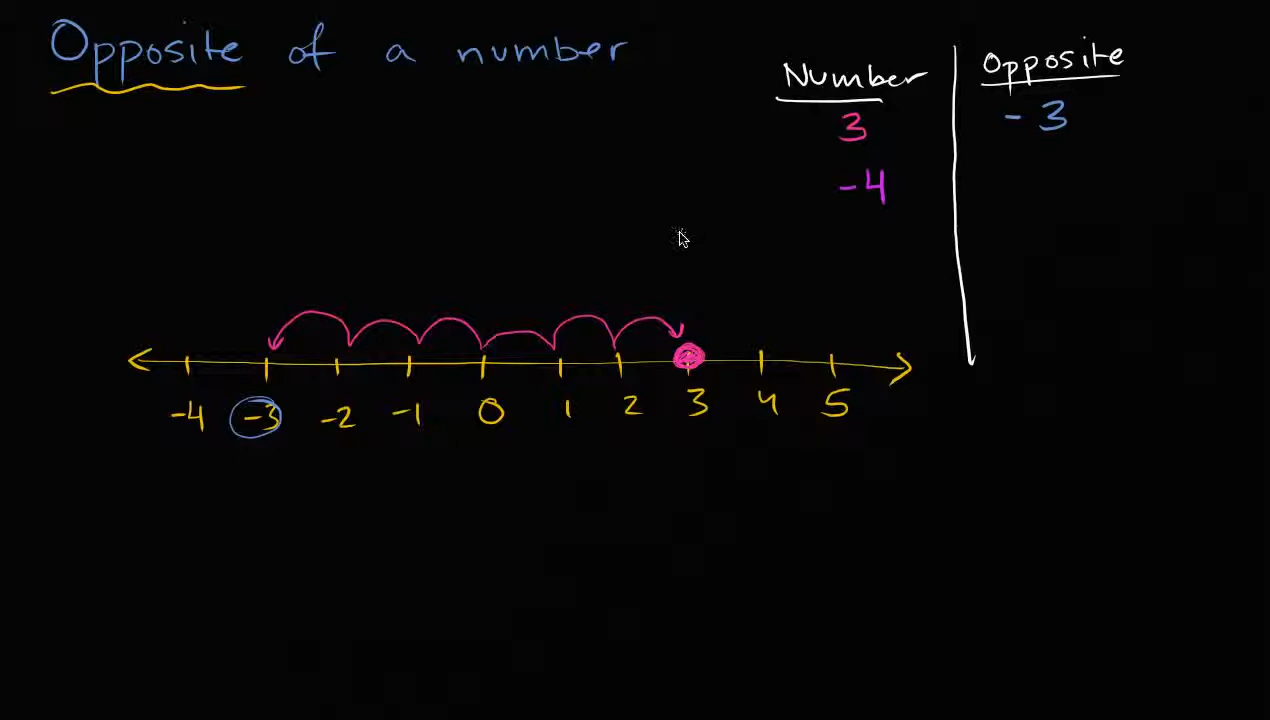 Opposite of a number
Number Opposite
3 -3
-4
-4 -3 -2 -1 0 1 2 3 4 5